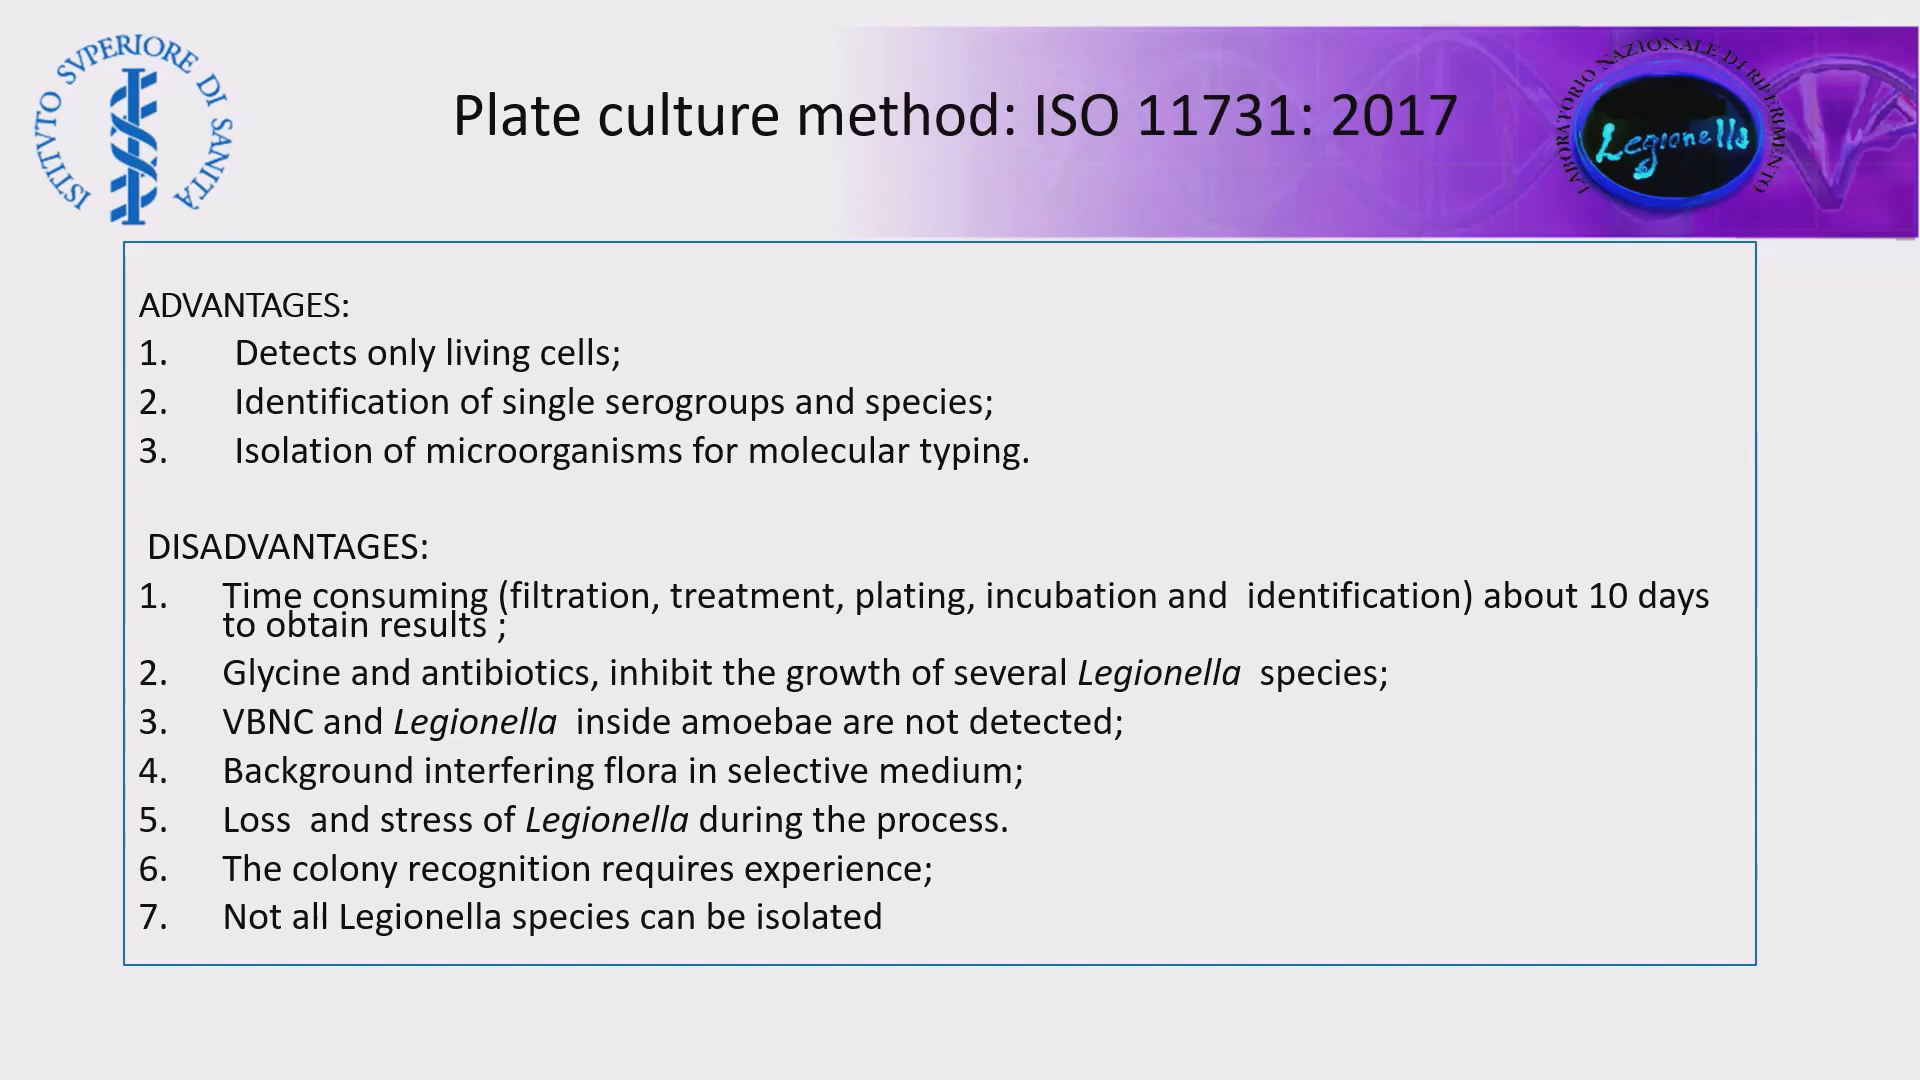 ISTITVTO SVPERIORE DI SANITÀ
Plate culture method: ISO 11731: 2017
LABORATORIO NAZIONALE DI RIFERIMENTO
Legionella
ADVANTAGES:
1. Detects only living cells;
2. Identification of single serogroups and species;
3. Isolation of microorganisms for molecular typing.
DISADVANTAGES:
1. Time consuming (filtration, treatment, plating, incubation and identification) about 10 days
to obtain results ;
2. Glycine and antibiotics, inhibit the growth of several Legionella species;
3. VBNC and Legionella inside amoebae are not detected;
4. Background interfering flora in selective medium;
5. Loss and stress of Legionella during the process.
6. The colony recognition requires experience;
7. Not all Legionella species can be isolated